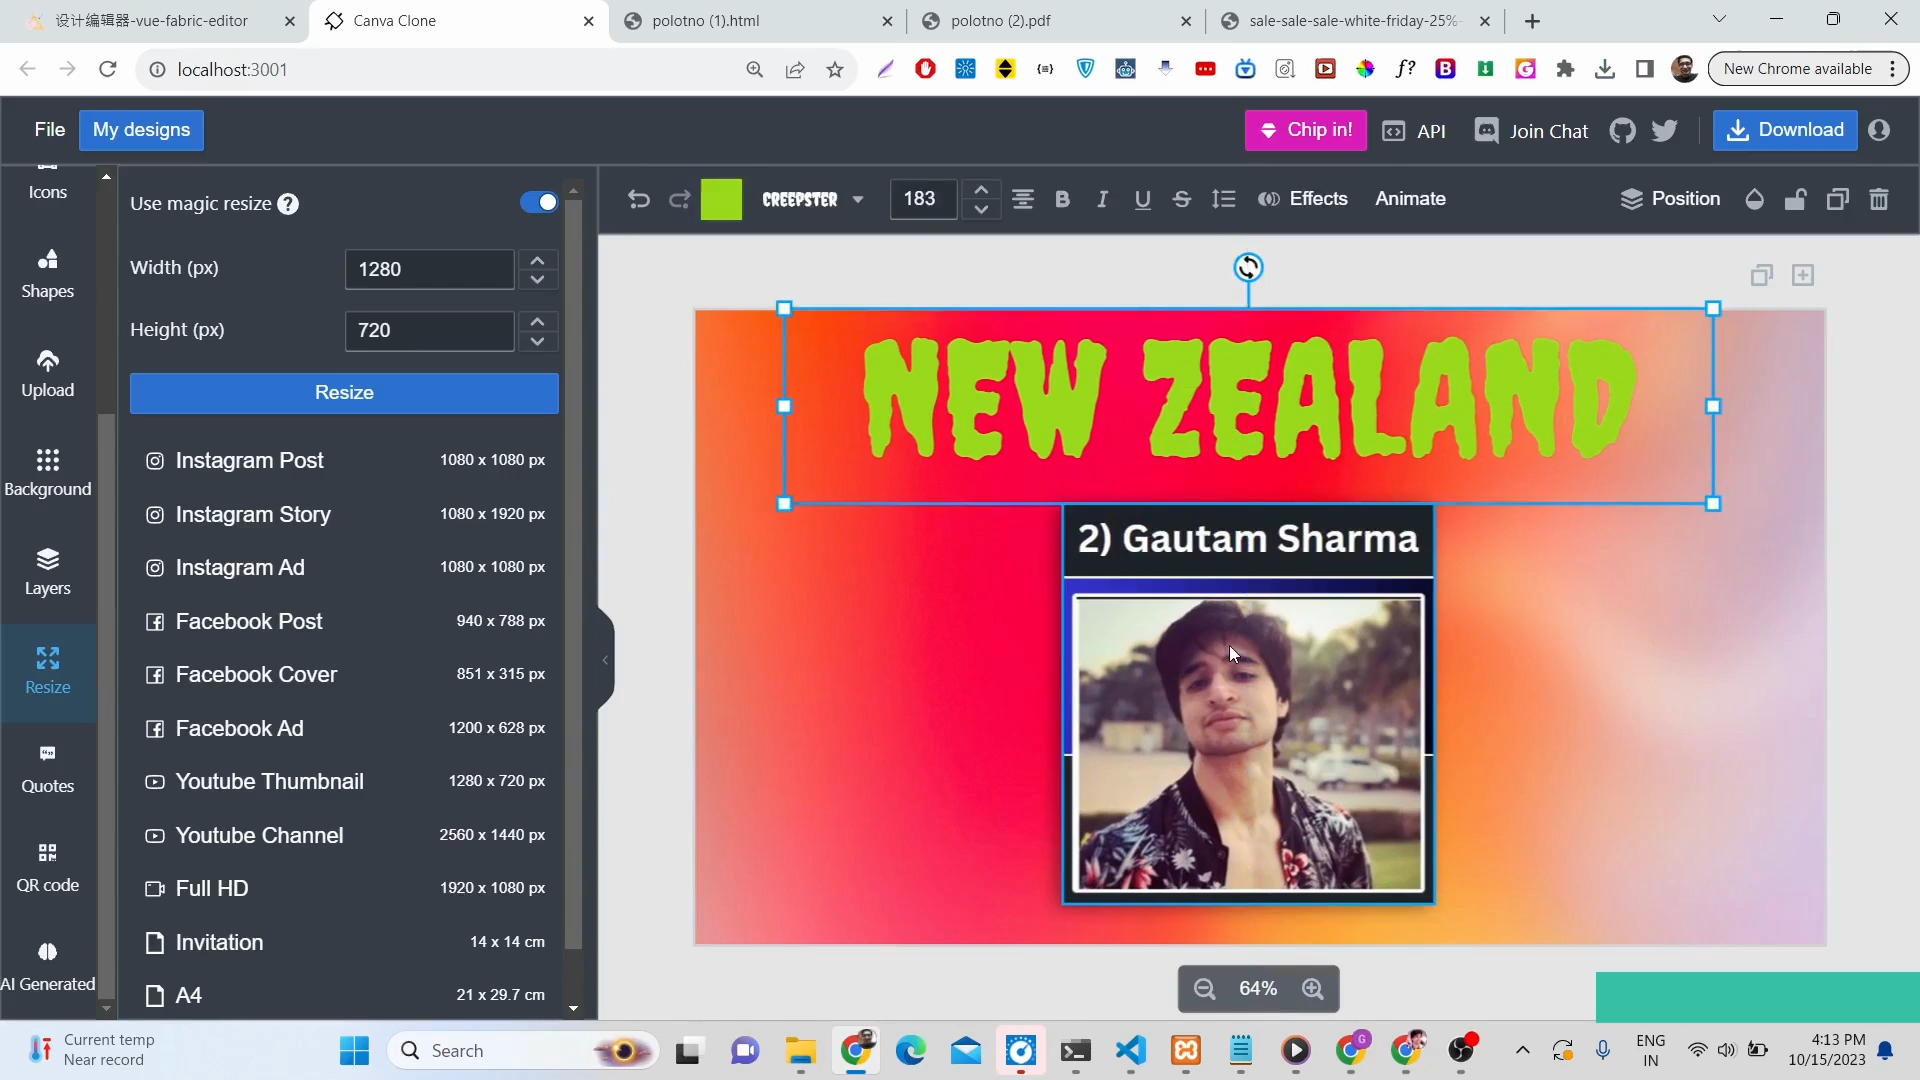 设计编辑器-vue-fabric-editor
Canva Clone
polotno (1).html
polotno (2).pdf
sale-sale-sale-white-friday-25%-
localhost:3001
New Chrome available
File
My designs
Chip in!
API
Join Chat
Download
Icons
Shapes
Upload
Background
Layers
Resize
Quotes
QR code
AI Generated
Use magic resize
Width (px)
1280
Height (px)
720
Resize
Instagram Post 1080 x 1080 px
Instagram Story 1080 x 1920 px
Instagram Ad 1080 x 1080 px
Facebook Post 940 x 788 px
Facebook Cover 851 x 315 px
Facebook Ad 1200 x 628 px
Youtube Thumbnail 1280 x 720 px
Youtube Channel 2560 x 1440 px
Full HD 1920 x 1080 px
Invitation 14 x 14 cm
A4 21 x 29.7 cm
CREEPSTER
183
B I U S
Effects
Animate
Position
NEW ZEALAND
2) Gautam Sharma
64%
Current temp
Near record
Search
ENG
IN
4:13 PM
10/15/2023